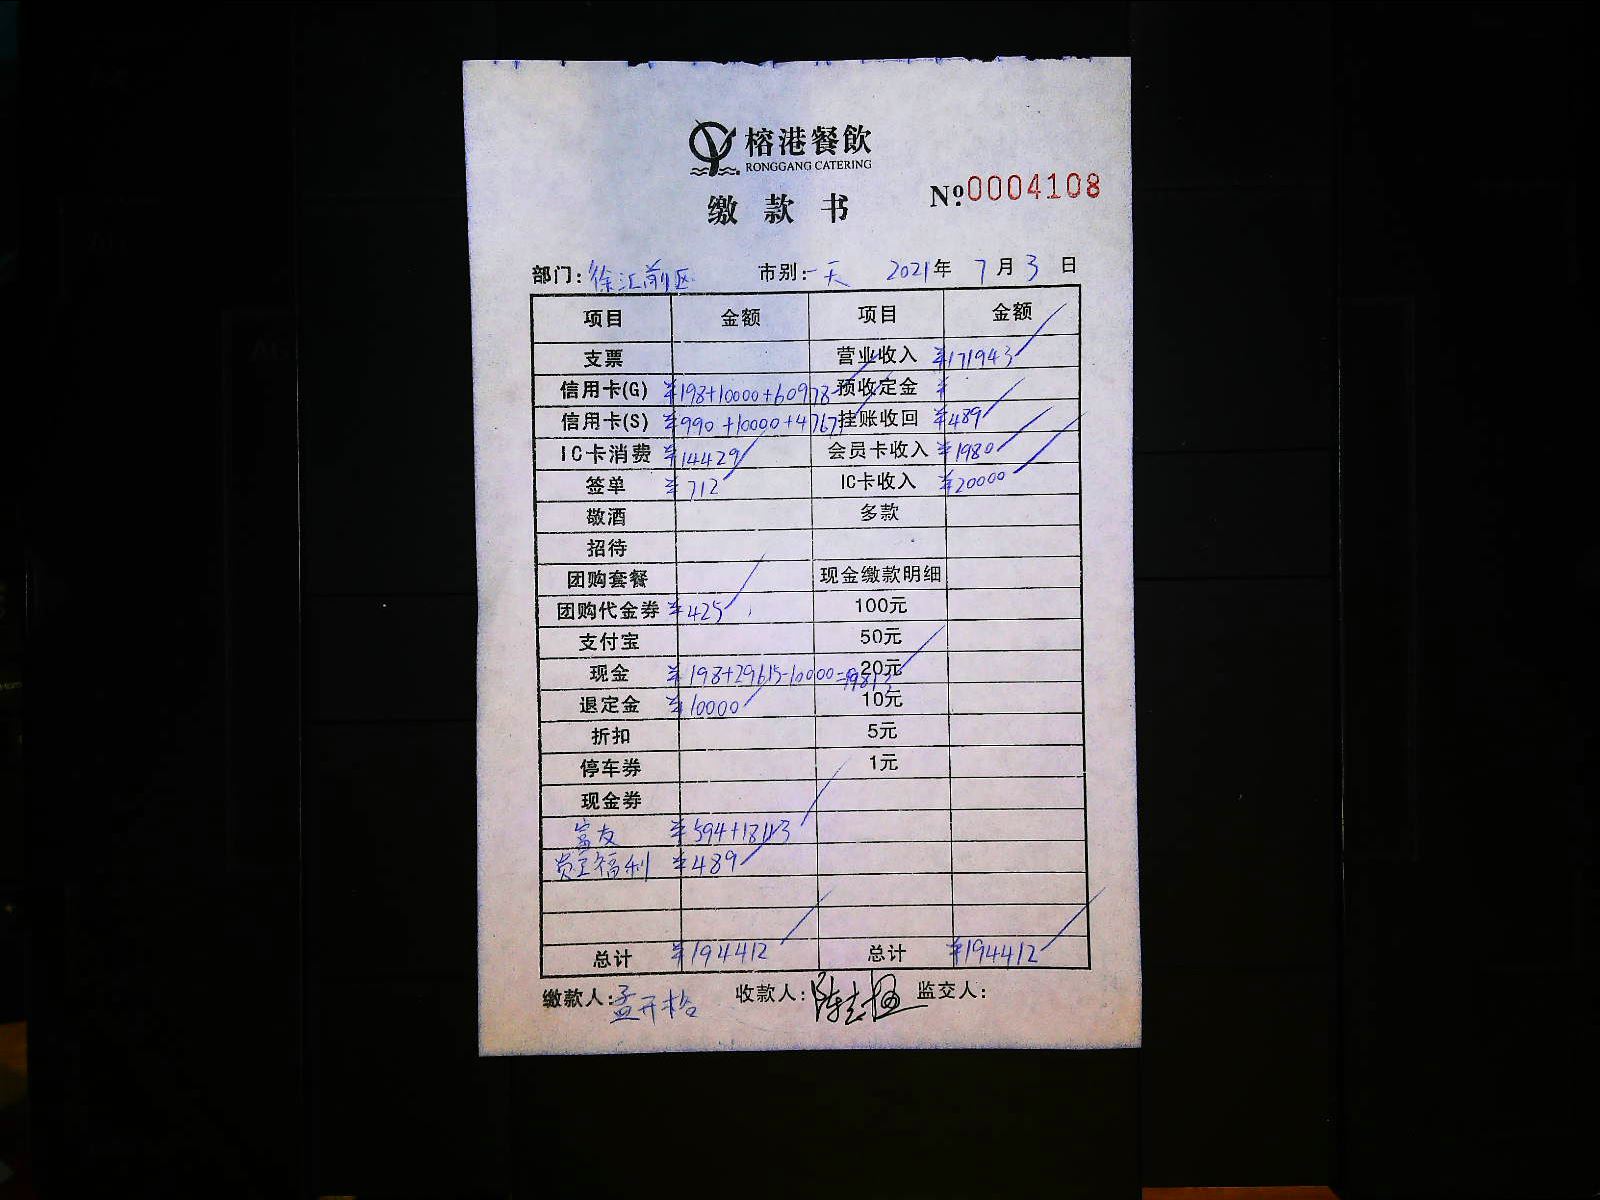 榕港餐飲
RONGGANG CATERING
缴款书
№0004108
部门:徐汇前区 市别:一天 2021年7月3日
项目 金额 项目 金额
支票 营业收入 ¥171943
信用卡(G) ¥198+10000+60978 预收定金 ¥
信用卡(S) ¥990+10000+47677 挂账收回 ¥489
IC卡消费 ¥14429 会员卡收入 ¥1980
签单 ¥712 IC卡收入 ¥20000
敬酒 多款
招待
团购套餐 现金缴款明细
团购代金券 ¥425 100元
支付宝 50元
现金 ¥198+29615-10000=19813 20元
退定金 ¥10000 10元
折扣 5元
停车券 1元
现金券
富友 ¥594+18113
员工福利 ¥489
总计 ¥194412 总计 ¥194412
缴款人:孟开格 收款人: 监交人: